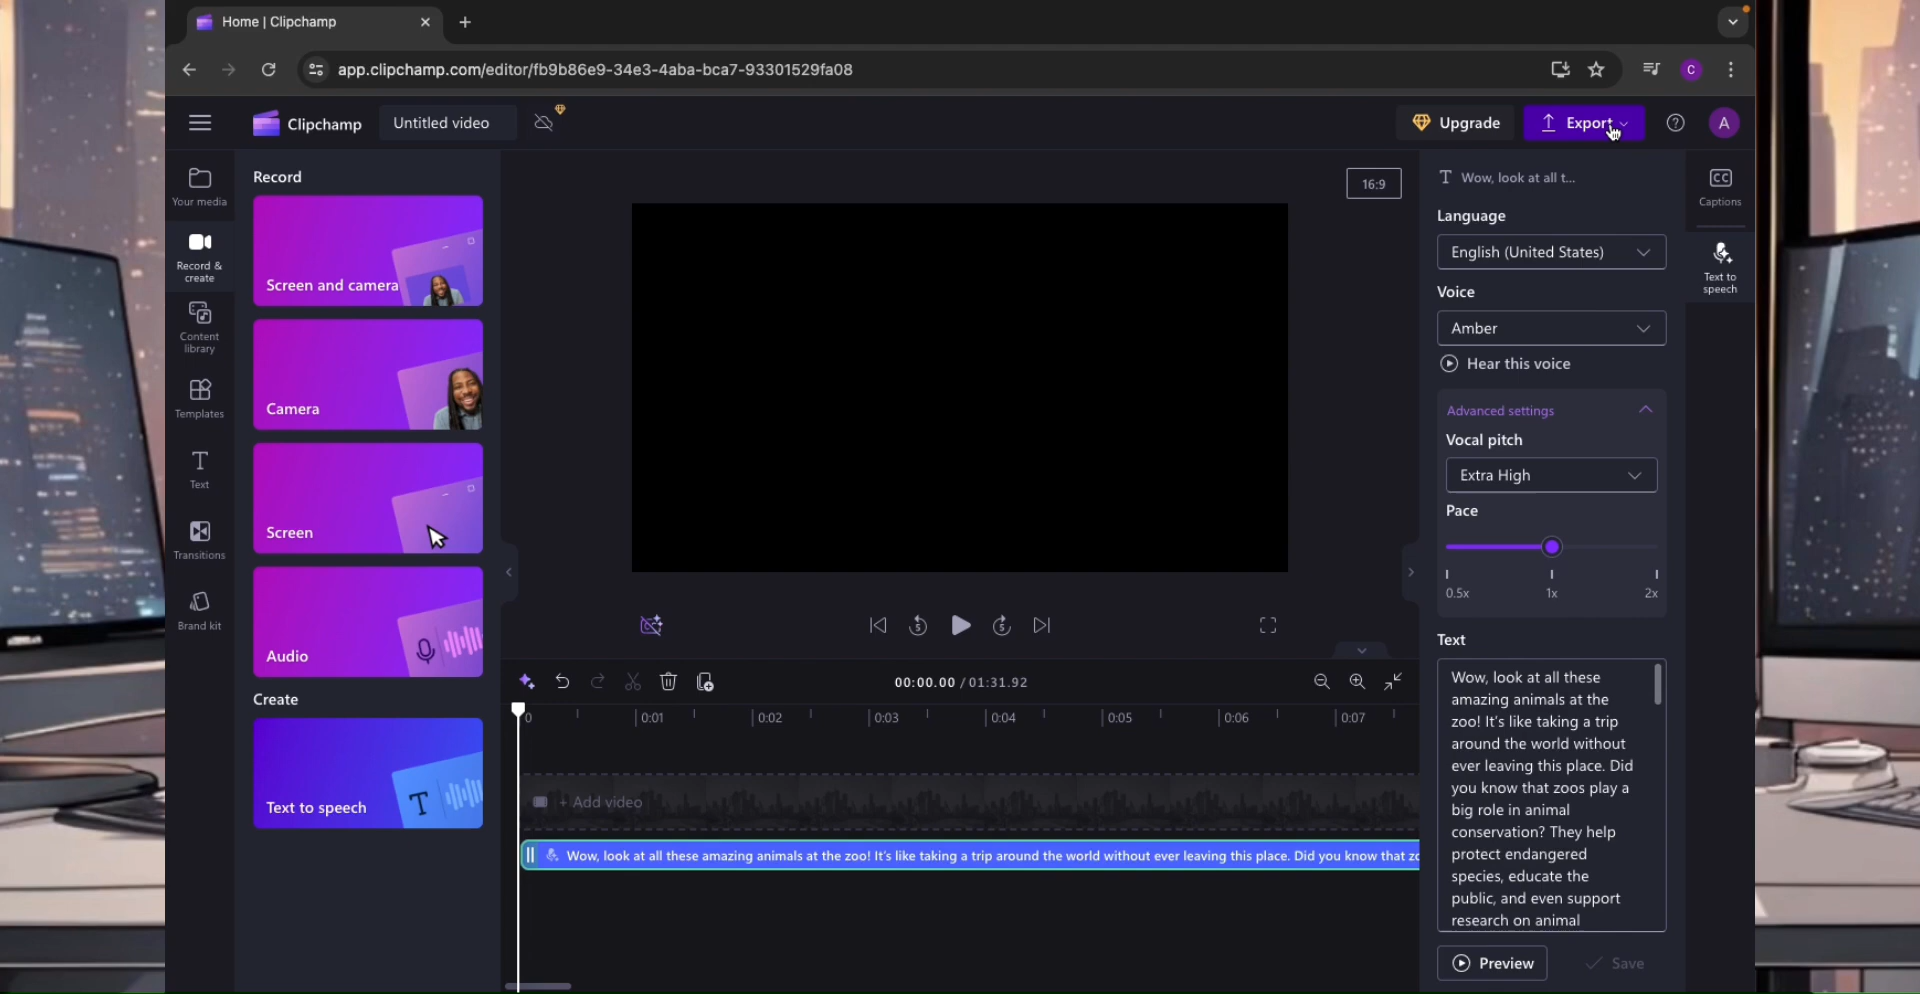 Home | Clipchamp
app.clipchamp.com/editor/fb9b86e9-34e3-4aba-bca7-93301529fa08
C
Clipchamp
Untitled video
Upgrade
Export
A
Your media
Record &
create
Content
library
Templates
Text
Transitions
Brand kit
Record
Screen and camera
Camera
Screen
Audio
Create
Text to speech
T
16:9
5
5
00:00.00 / 01:31.92
0
0:01
0:02
0:03
0:04
0:05
0:06
0:07
+ Add video
Wow, look at all these amazing animals at the zoo! It's like taking a trip around the world without ever leaving this place. Did you know that zo
T Wow, look at all t...
Language
English (United States)
Voice
Amber
Hear this voice
Advanced settings
Vocal pitch
Extra High
Pace
0.5x
1x
2x
Text
Wow, look at all these
amazing animals at the
zoo! It's like taking a trip
around the world without
ever leaving this place. Did
you know that zoos play a
big role in animal
conservation? They help
protect endangered
species, educate the
public, and even support
research on animal
Preview
Save
CC
Captions
Text to
speech